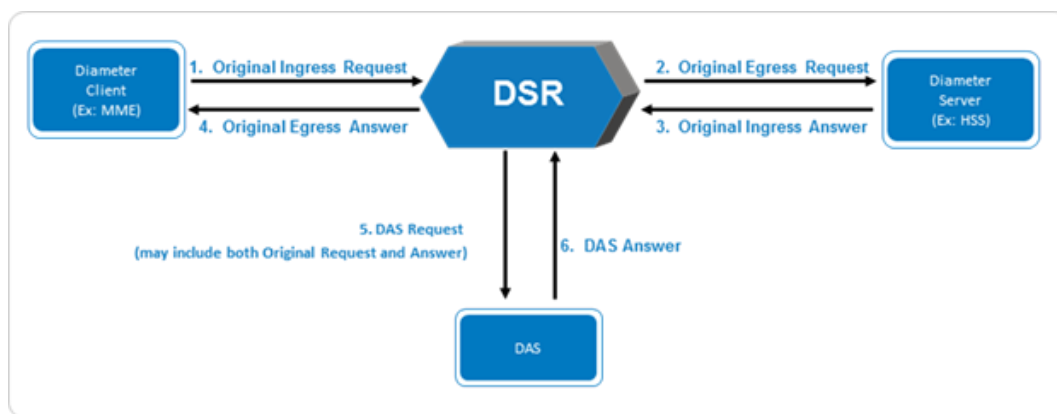 Diameter
Client
(Ex: MME)
1. Original Ingress Request
4. Original Egress Answer
DSR
2. Original Egress Request
3. Original Ingress Answer
Diameter
Server
(Ex: HSS)
5. DAS Request
(may include both Original Request and Answer)
6. DAS Answer
DAS